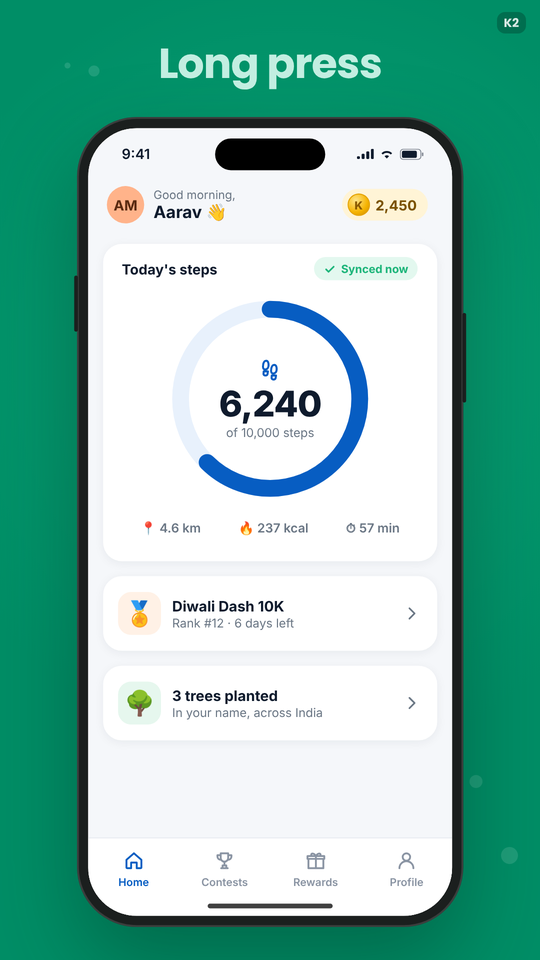 K2
Long press
9:41
AM
Good morning,
Aarav 👋
K 2,450
Today's steps
Synced now
6,240
of 10,000 steps
📍 4.6 km
🔥 237 kcal
⏱ 57 min
Diwali Dash 10K
Rank #12 · 6 days left
3 trees planted
In your name, across India
Home
Contests
Rewards
Profile